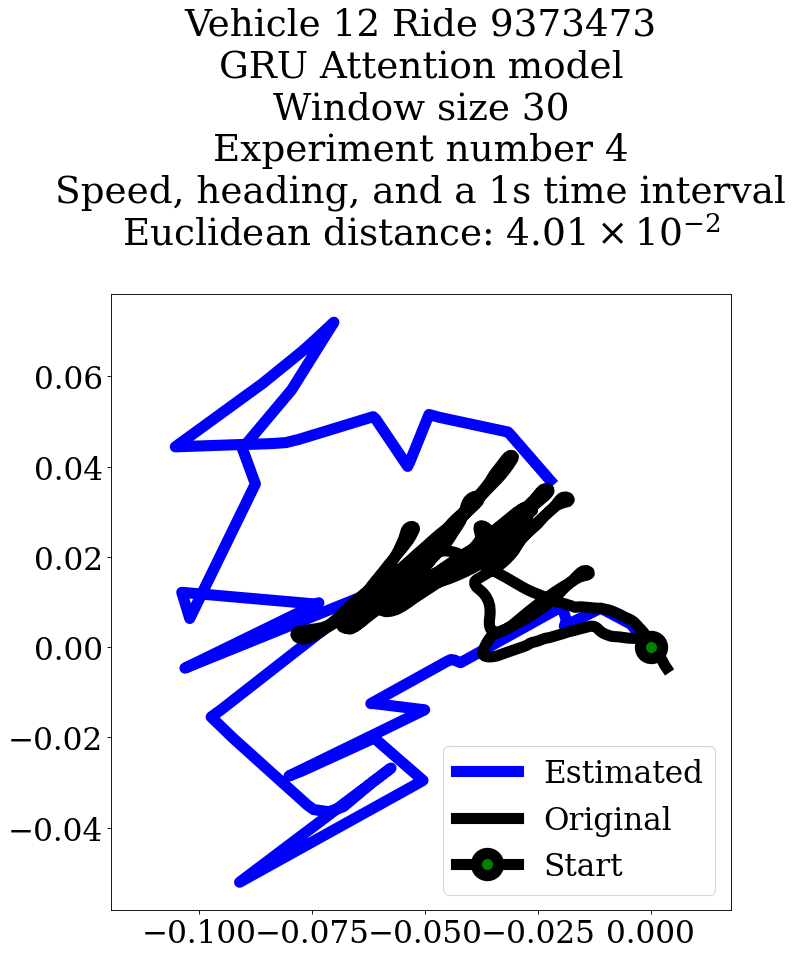 Vehicle 12 Ride 9373473
GRU Attention model
Window size 30
Experiment number 4
Speed, heading, and a 1s time interval
Euclidean distance: 4.01 × 10⁻²
0.06
0.04
0.02
0.00
−0.02
−0.04
Estimated
Original
Start
−0.100 −0.075 −0.050 −0.025 0.000